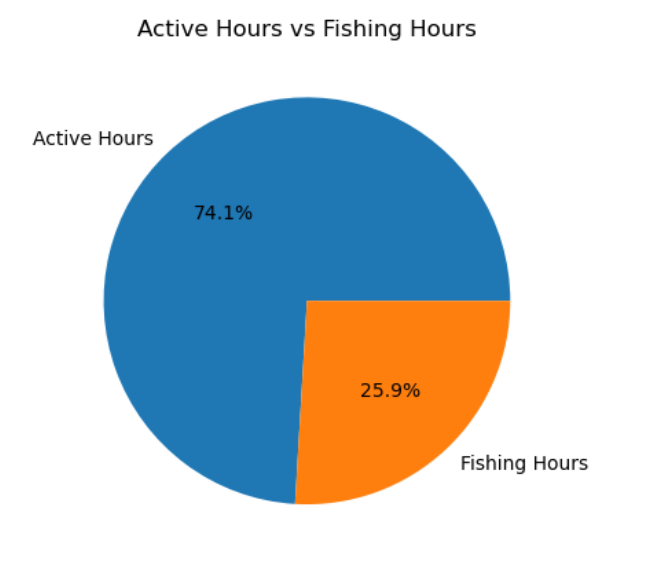 Active Hours vs Fishing Hours
Active Hours
74.1%
25.9%
Fishing Hours